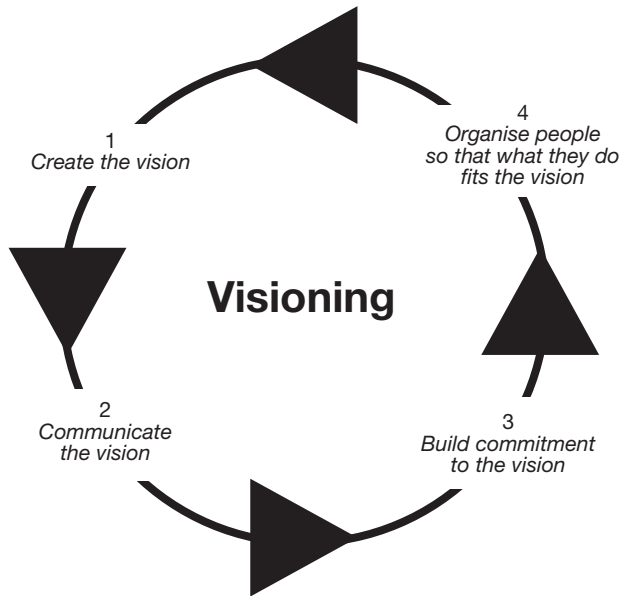 1
Create the vision
4
Organise people
so that what they do
fits the vision
Visioning
2
Communicate
the vision
3
Build commitment
to the vision